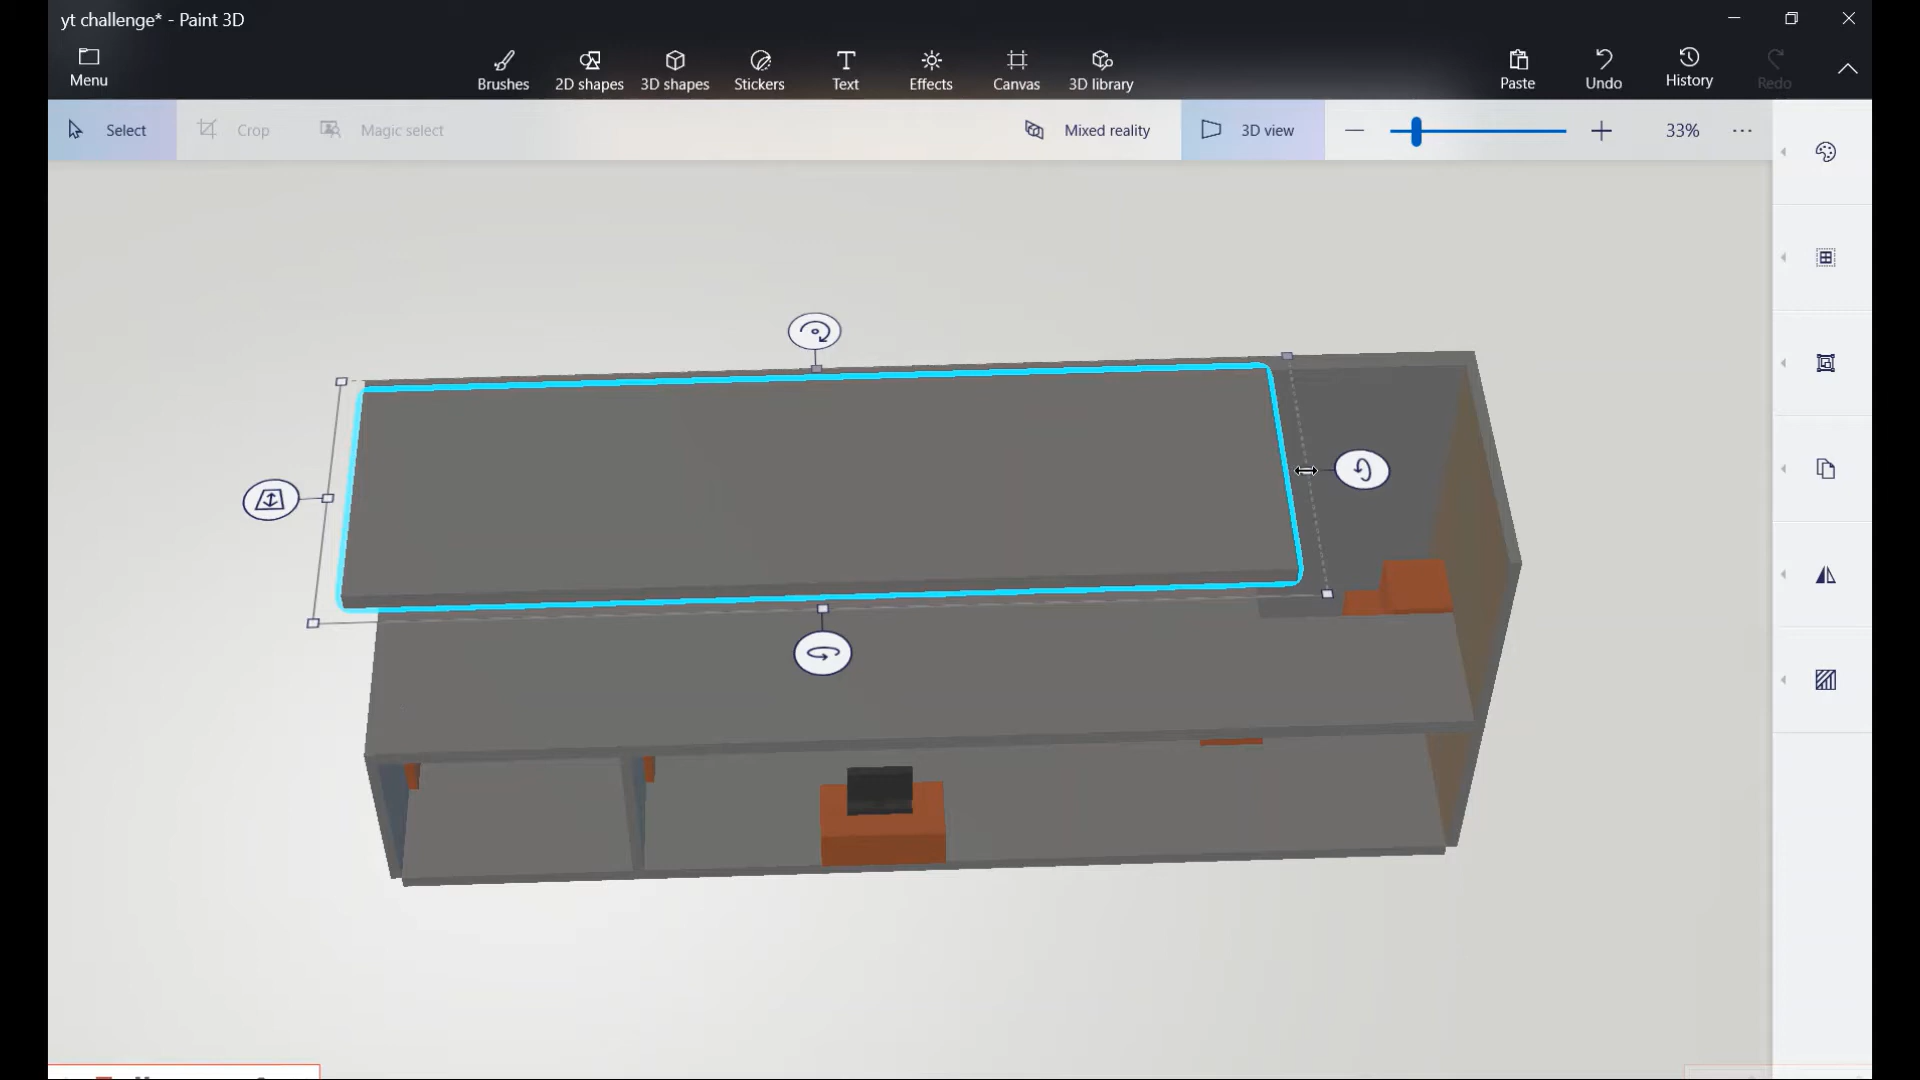 yt challenge* - Paint 3D
Menu
Brushes
2D shapes
3D shapes
Stickers
Text
Effects
Canvas
3D library
Paste
Undo
History
Redo
Select
Crop
Magic select
Mixed reality
3D view
33%